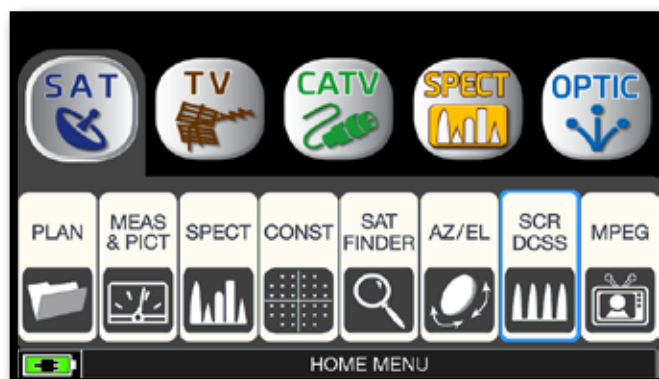 SAT TV CATV SPECT OPTIC
PLAN MEAS & PICT SPECT CONST SAT FINDER AZ/EL SCR DCSS MPEG
HOME MENU